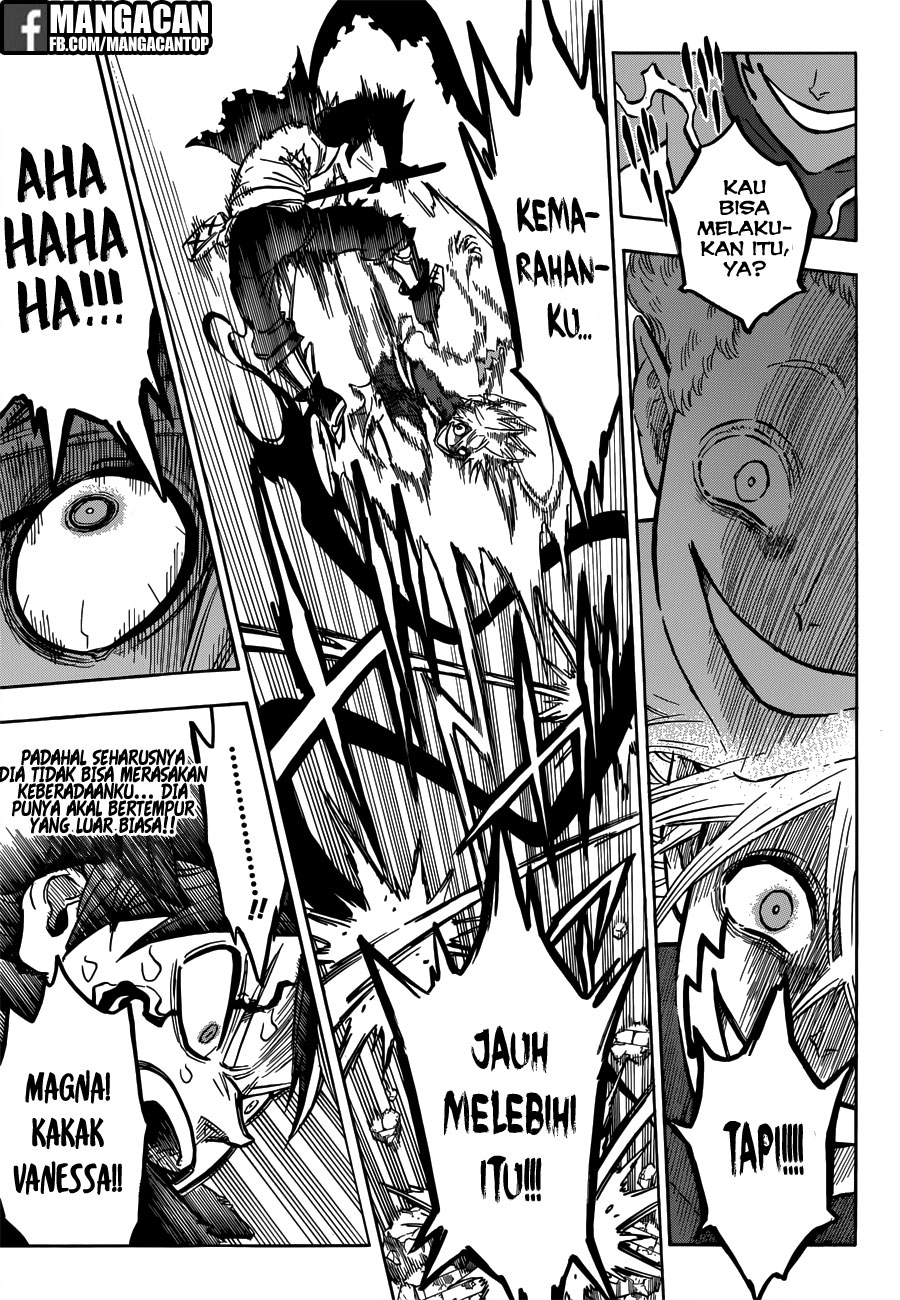 MANGACAN
FB.COM/MANGACANTOP
KAU
BISA
MELAKU-
KAN ITU,
YA?
TAPI!!!!!
KEMA-
RAHAN-
KU...
JAUH
MELEBIHI
ITU!!!
AHA
HAHA
HA!!!
PADAHAL SEHARUSNYA
DIA TIDAK BISA MERASAKAN
KEBERADAANKU... DIA
PUNYA AKAL BERTEMPUR
YANG LUAR BIASA!!
..........!!
MAGNA!
KAKAK
VANESSA!!